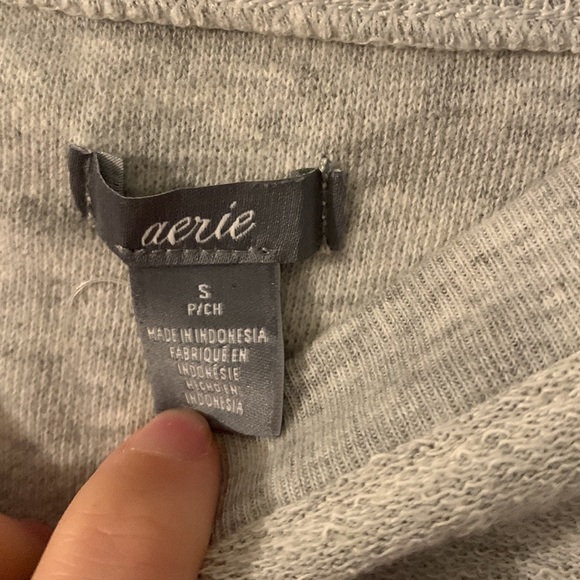 aerie
S
P/CH
MADE IN INDONESIA
FABRIQUÉ EN
INDONÉSIE
HECHO EN
INDONESIA